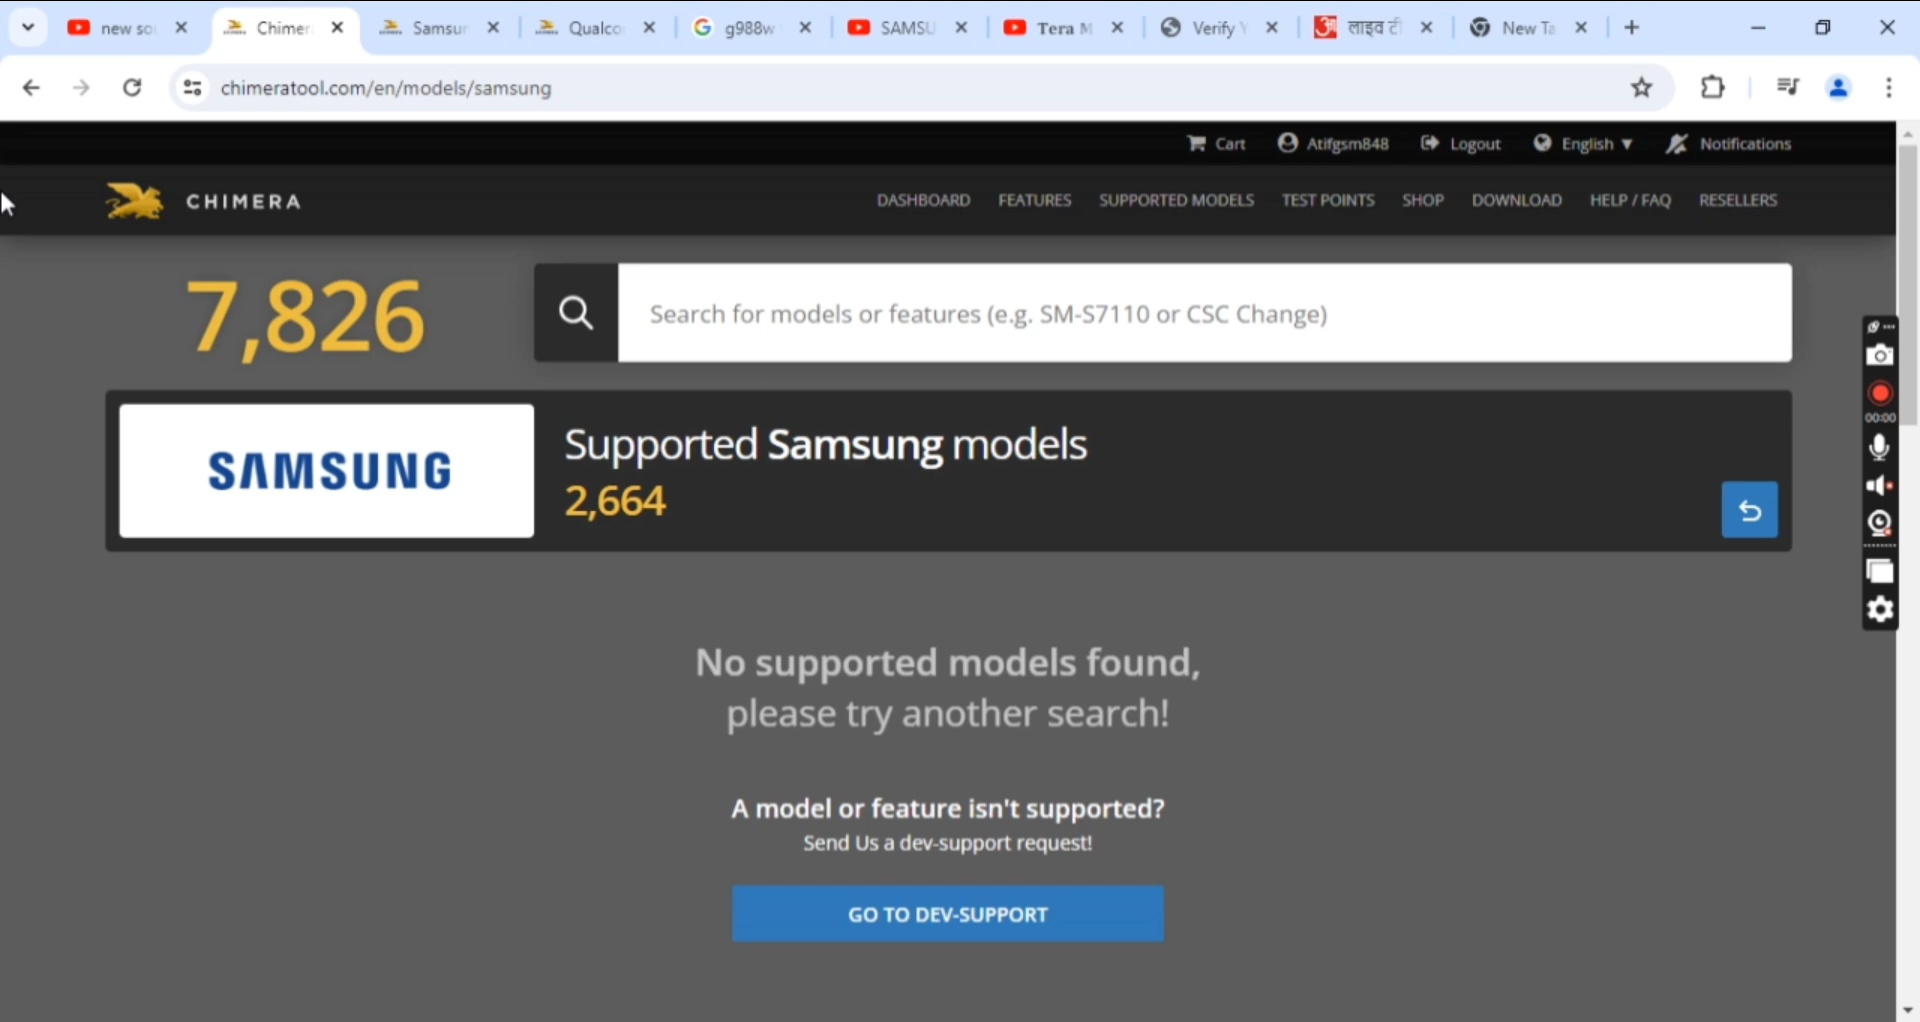 new so
Chimer
Samsur
Qualco
g988w
SAMSU
Tera M
Verify Y
लाइव टी
New Ta
chimeratool.com/en/models/samsung
Cart
Atifgsm848
Logout
English ▼
Notifications
CHIMERA
DASHBOARD
FEATURES
SUPPORTED MODELS
TEST POINTS
SHOP
DOWNLOAD
HELP / FAQ
RESELLERS
7,826
Search for models or features (e.g. SM-S7110 or CSC Change)
SAMSUNG
Supported Samsung models
2,664
00:00
No supported models found,
please try another search!
A model or feature isn't supported?
Send Us a dev-support request!
GO TO DEV-SUPPORT